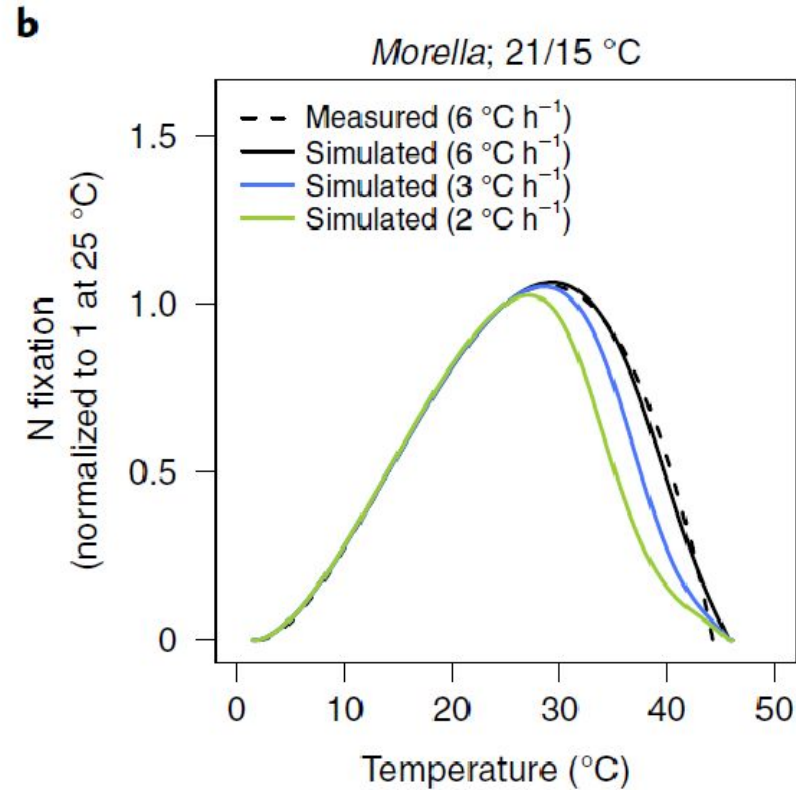 b
Morella; 21/15 °C
Measured (6 °C h⁻¹)
Simulated (6 °C h⁻¹)
Simulated (3 °C h⁻¹)
Simulated (2 °C h⁻¹)
N fixation
(normalized to 1 at 25 °C)
1.5
1.0
0.5
0
0 10 20 30 40 50
Temperature (°C)